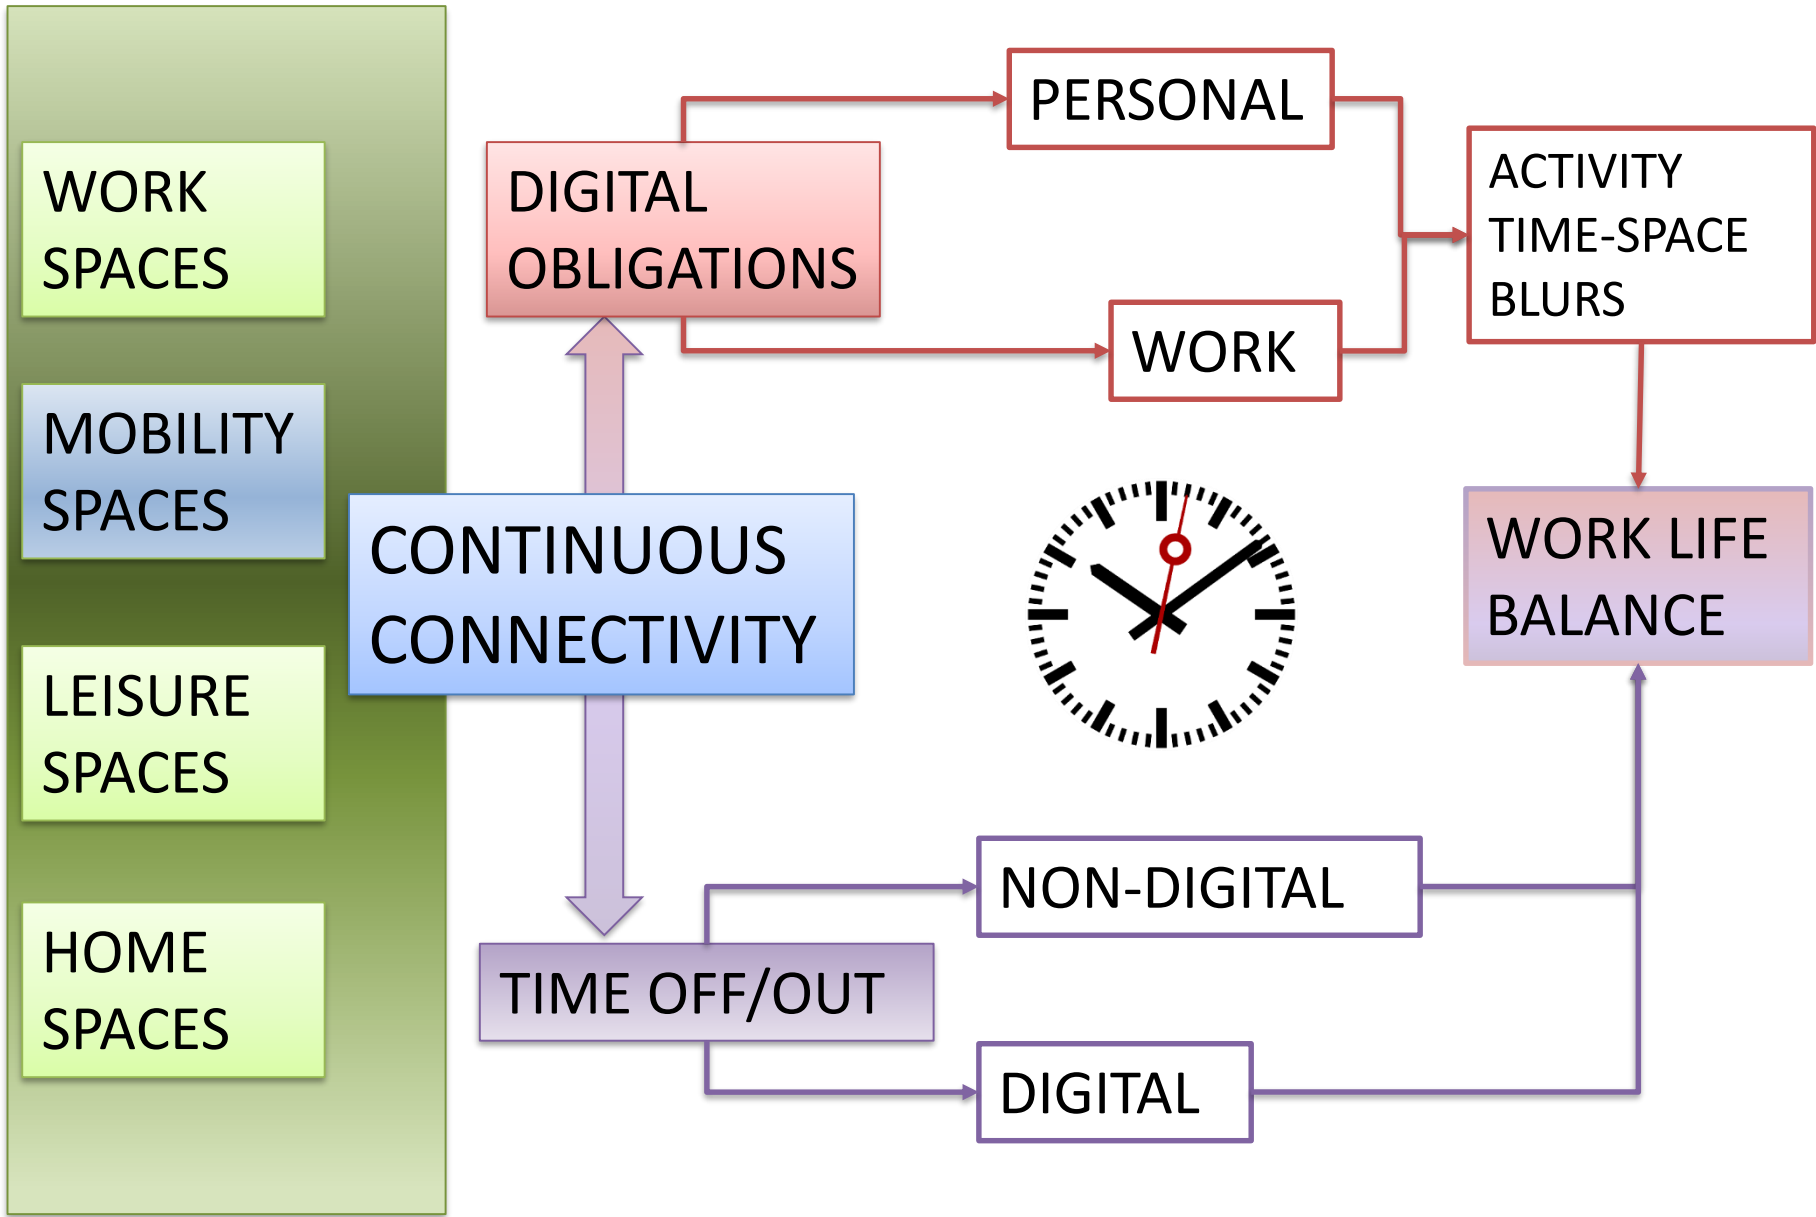 WORK
SPACES
MOBILITY
SPACES
LEISURE
SPACES
HOME
SPACES
CONTINUOUS
CONNECTIVITY
DIGITAL
OBLIGATIONS
PERSONAL
WORK
ACTIVITY
TIME-SPACE
BLURS
WORK LIFE
BALANCE
TIME OFF/OUT
NON-DIGITAL
DIGITAL